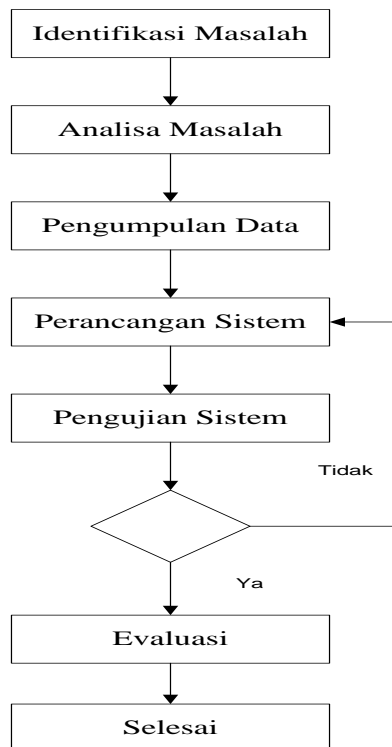 Identifikasi Masalah
Analisa Masalah
Pengumpulan Data
Perancangan Sistem
Pengujian Sistem
Tidak
Ya
Evaluasi
Selesai